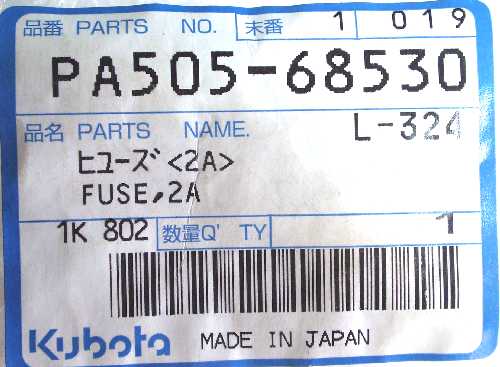 品番 PARTS NO. 末番 1 019
PA505-68530
品名 PARTS NAME. L-324
ヒューズ<2A>
FUSE,2A
1K 802 数量Q'TY 1
Kubota MADE IN JAPAN